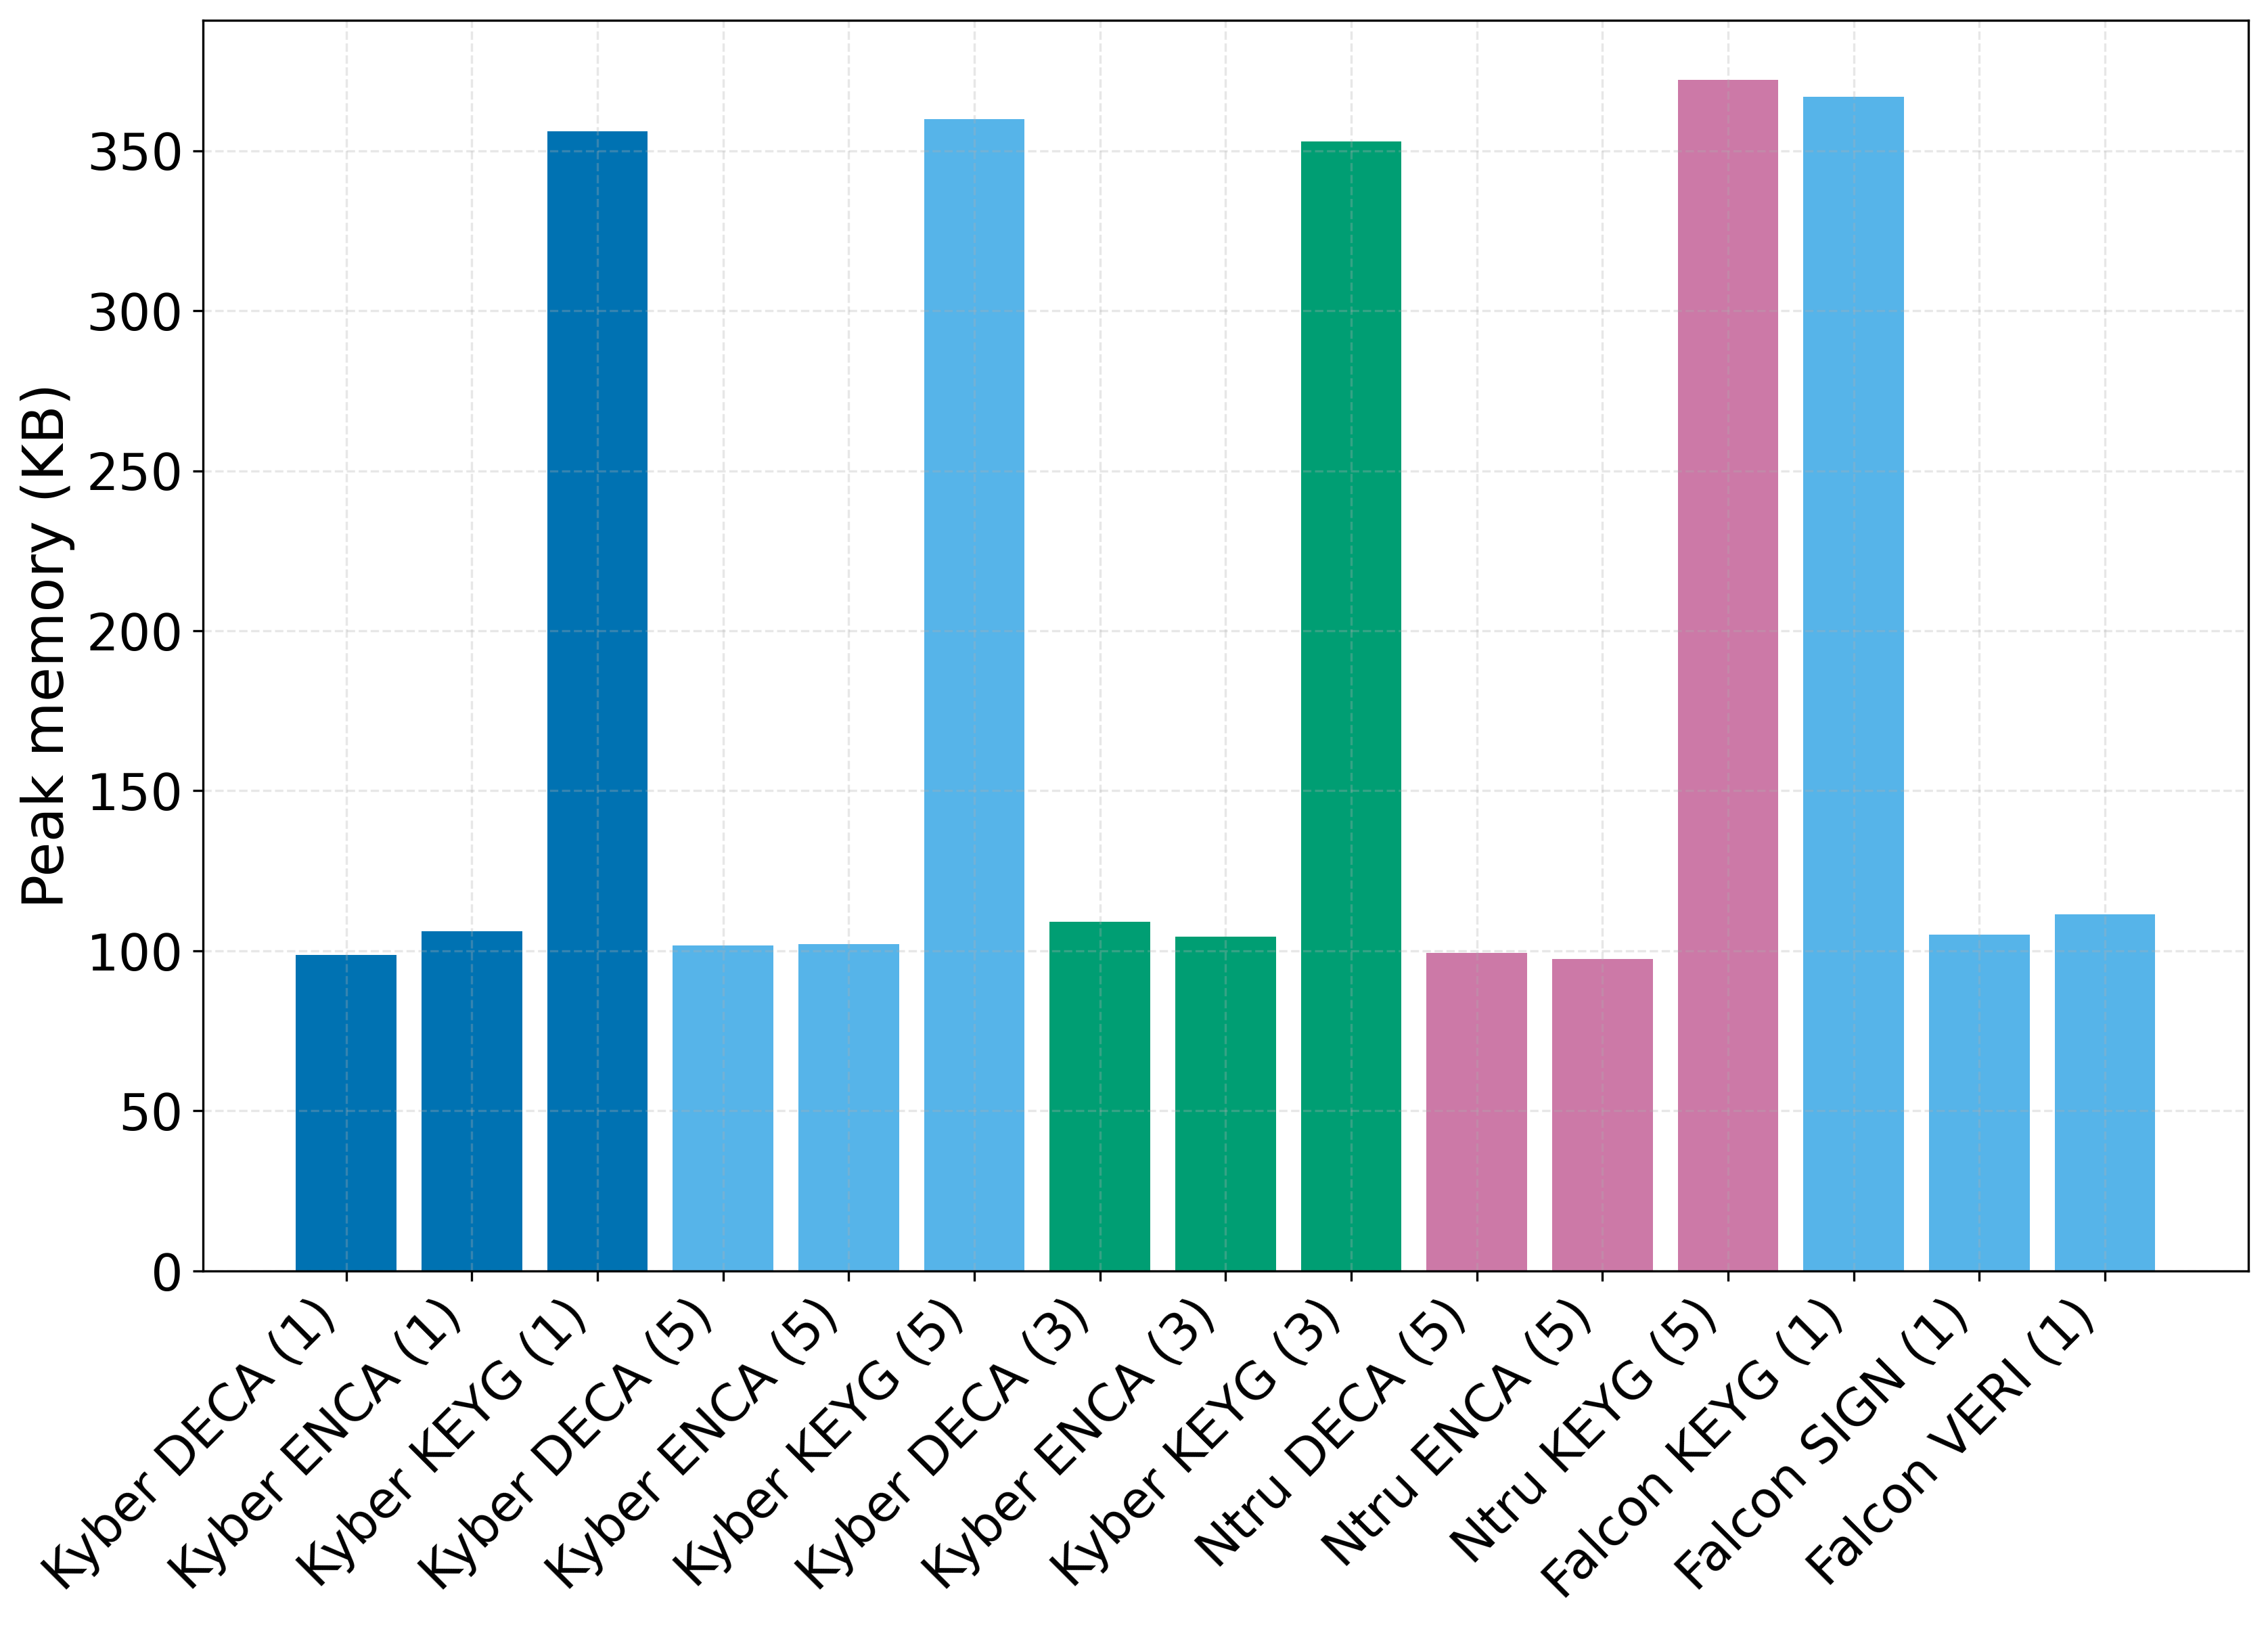 Peak memory (KB)
350
300
250
200
150
100
50
0
Kyber DECA (1)
Kyber ENCA (1)
Kyber KEYG (1)
Kyber DECA (5)
Kyber ENCA (5)
Kyber KEYG (5)
Kyber DECA (3)
Kyber ENCA (3)
Kyber KEYG (3)
Ntru DECA (5)
Ntru ENCA (5)
Ntru KEYG (5)
Falcon KEYG (1)
Falcon SIGN (1)
Falcon VERI (1)